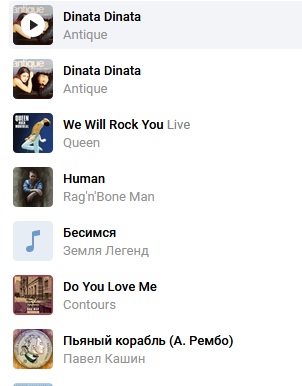 Dinata Dinata
Antique
Dinata Dinata
Antique
We Will Rock You Live
Queen
Human
Rag'n'Bone Man
Бесимся
Земля Легенд
Do You Love Me
Contours
Пьяный корабль (А. Рембо)
Павел Кашин